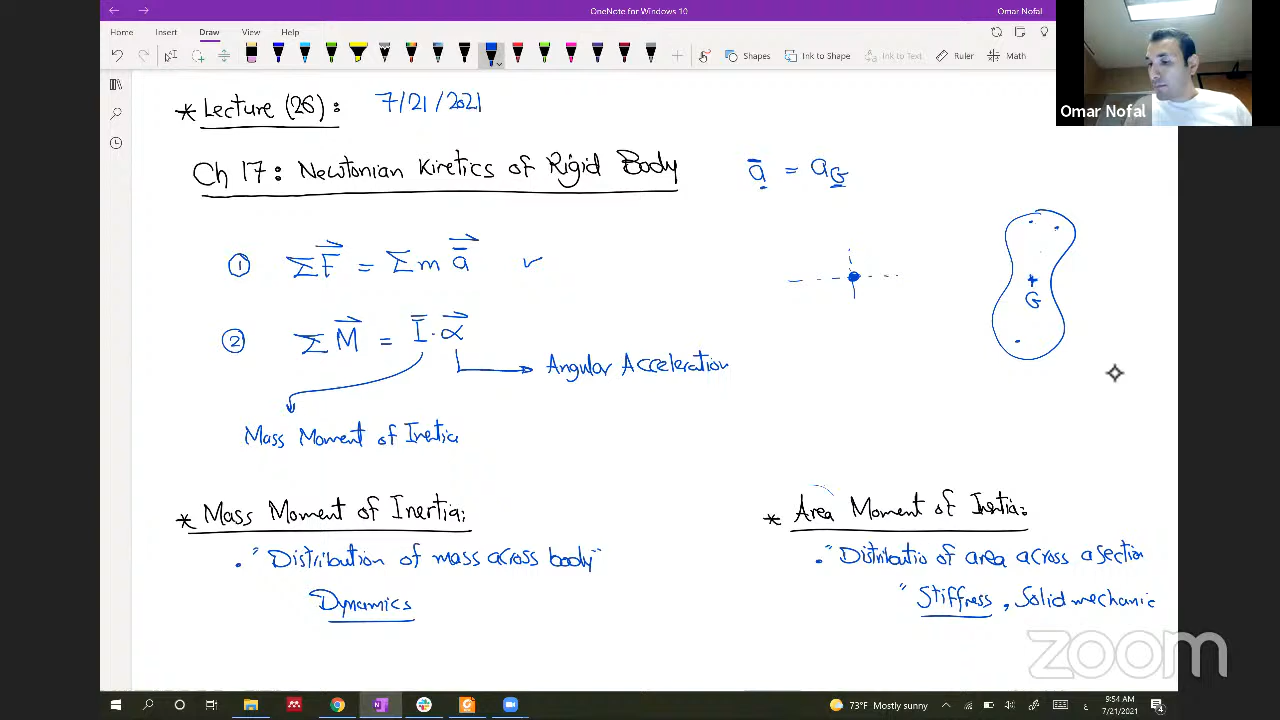 OneNote for Windows 10
Omar Nofal
Home Insert Draw View Help
Shapes Ink to Shape Ink to Text Ruler Math
Omar Nofal
* Lecture (26): 7/21/2021
Ch 17: Newtonian Kinetics of Rigid Body
ā = aG
① ΣF = Σm ā ✓
② ΣM = Ī · α
G
Angular Acceleration
Mass Moment of Inertia
* Mass Moment of Inertia:
. "Distribution of mass across body"
Dynamics
* Area Moment of Inertia:
. "Distributio of area across a section
" Stiffness, Solid mechanic
zoom
73°F Mostly sunny
9:54 AM
7/21/2021
4